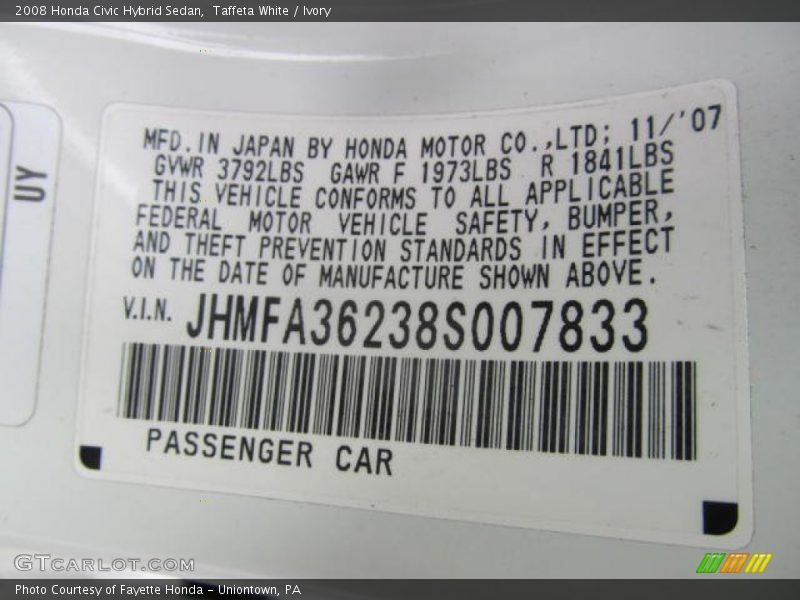 2008 Honda Civic Hybrid Sedan, Taffeta White / Ivory
UY
MFD.IN JAPAN BY HONDA MOTOR CO.,LTD; 11/'07
GVWR 3792LBS GAWR F 1973LBS R 1841LBS
THIS VEHICLE CONFORMS TO ALL APPLICABLE
FEDERAL MOTOR VEHICLE SAFETY, BUMPER,
AND THEFT PREVENTION STANDARDS IN EFFECT
ON THE DATE OF MANUFACTURE SHOWN ABOVE.
V.I.N. JHMFA36238S007833
PASSENGER CAR
GTCARLOT.COM
Photo Courtesy of Fayette Honda - Uniontown, PA